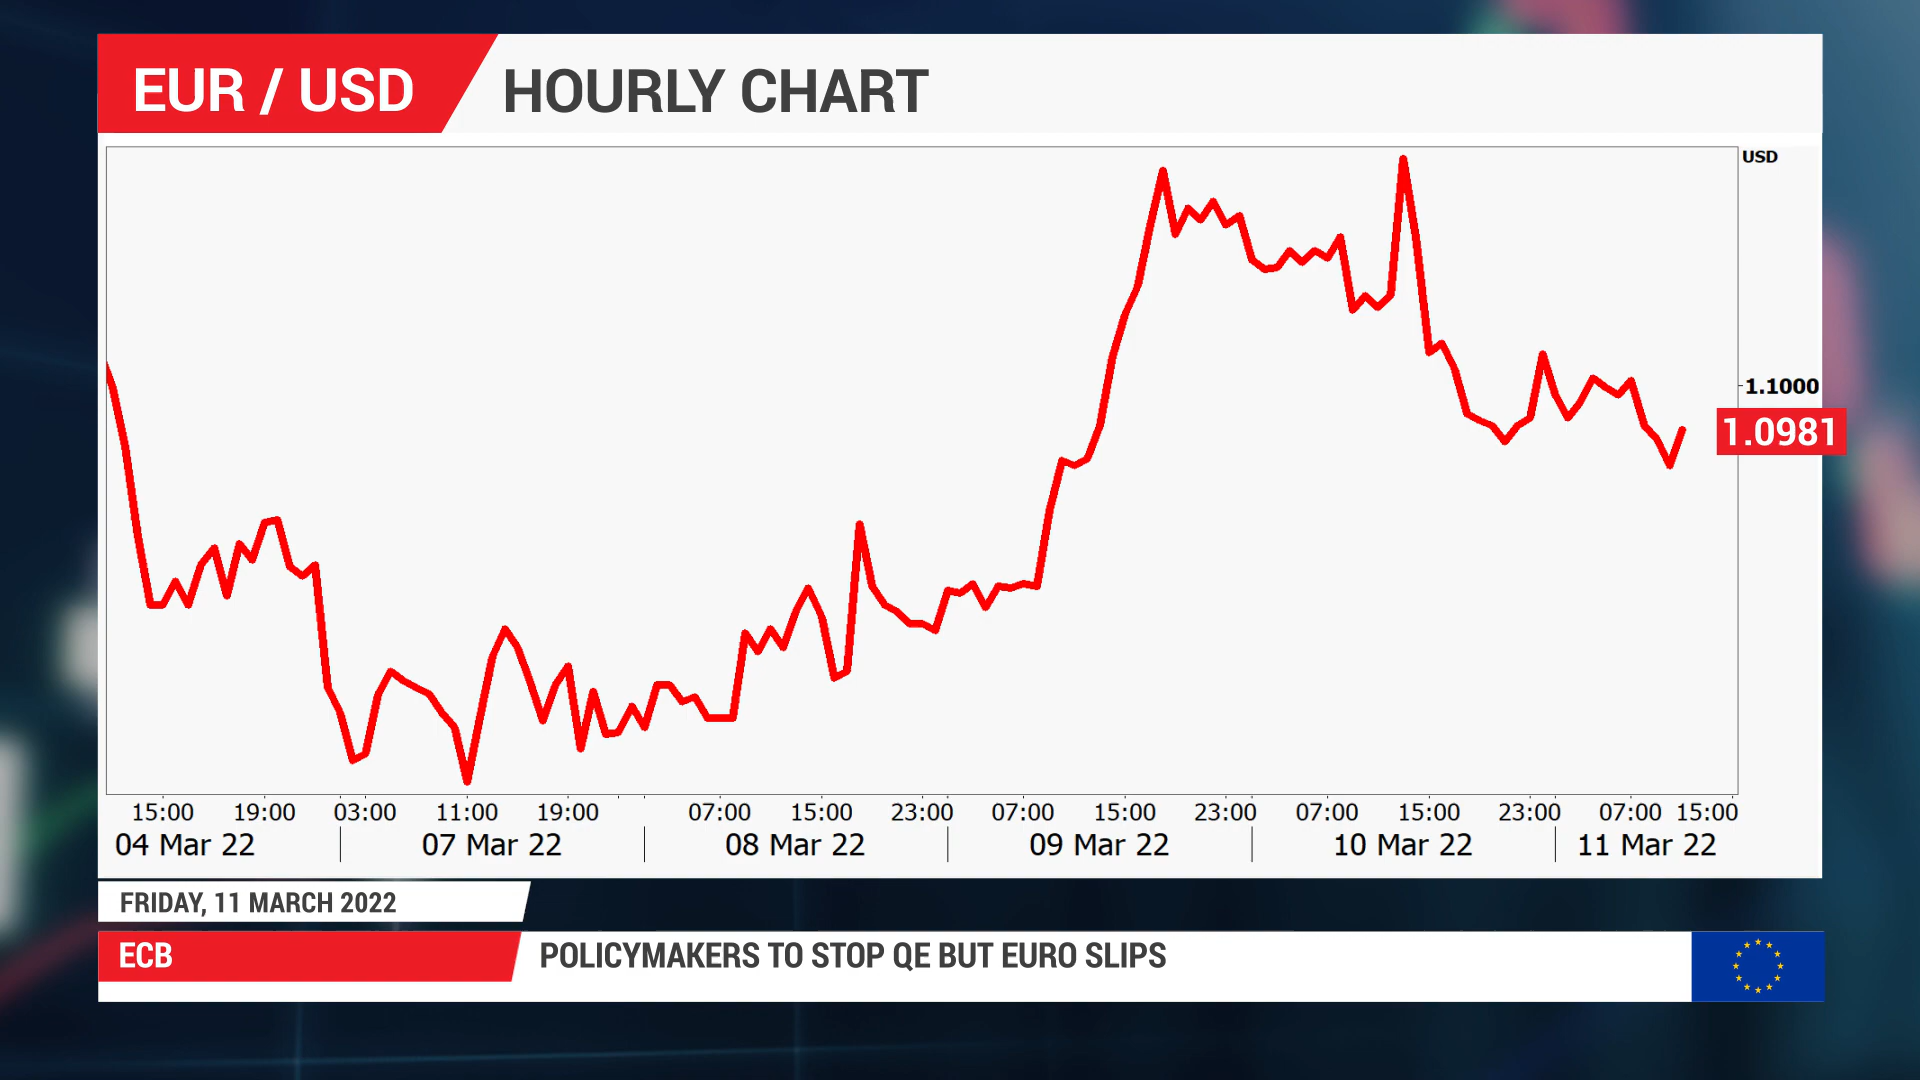 EUR / USD HOURLY CHART
USD
1.1000
1.0981
15:00 19:00 03:00 11:00 19:00 07:00 15:00 23:00 07:00 15:00 23:00 07:00 15:00 23:00 07:00 15:00
04 Mar 22 07 Mar 22 08 Mar 22 09 Mar 22 10 Mar 22 11 Mar 22
FRIDAY, 11 MARCH 2022
ECB POLICYMAKERS TO STOP QE BUT EURO SLIPS